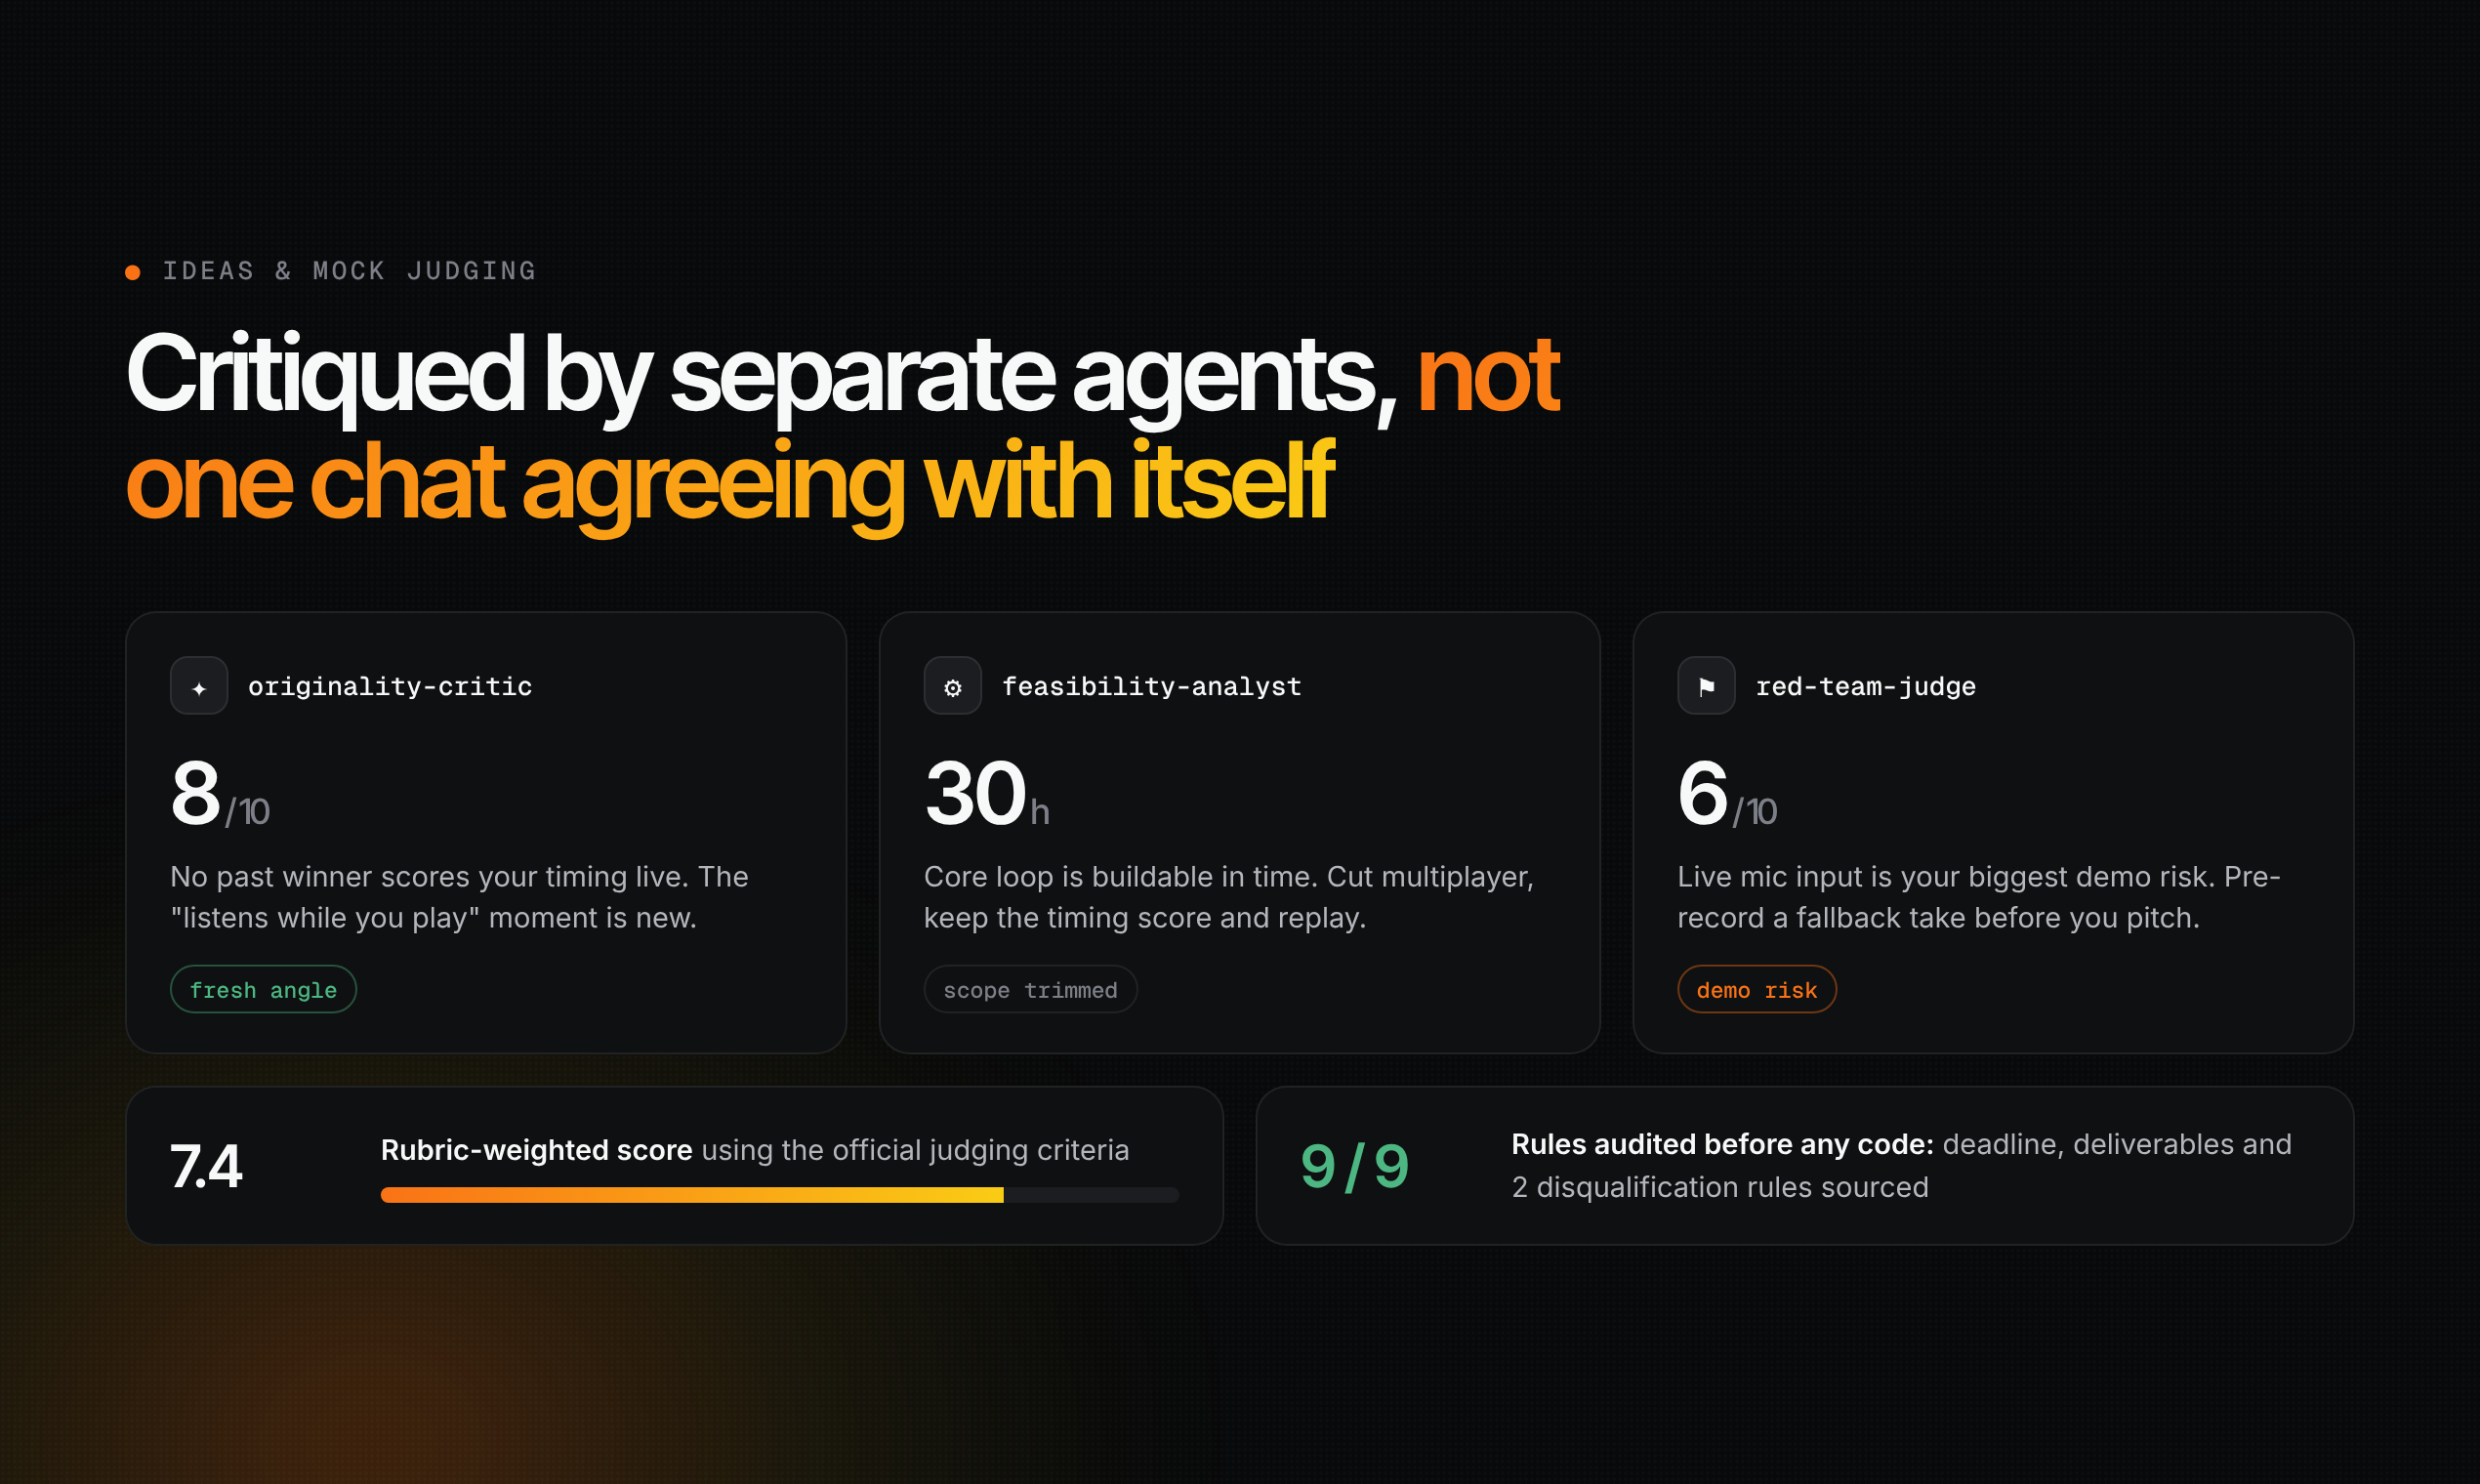 IDEAS & MOCK JUDGING
Critiqued by separate agents, not
one chat agreeing with itself
originality-critic
8/10
No past winner scores your timing live. The
"listens while you play" moment is new.
fresh angle
feasibility-analyst
30h
Core loop is buildable in time. Cut multiplayer,
keep the timing score and replay.
scope trimmed
red-team-judge
6/10
Live mic input is your biggest demo risk. Pre-
record a fallback take before you pitch.
demo risk
7.4
Rubric-weighted score using the official judging criteria
9/9
Rules audited before any code: deadline, deliverables and
2 disqualification rules sourced